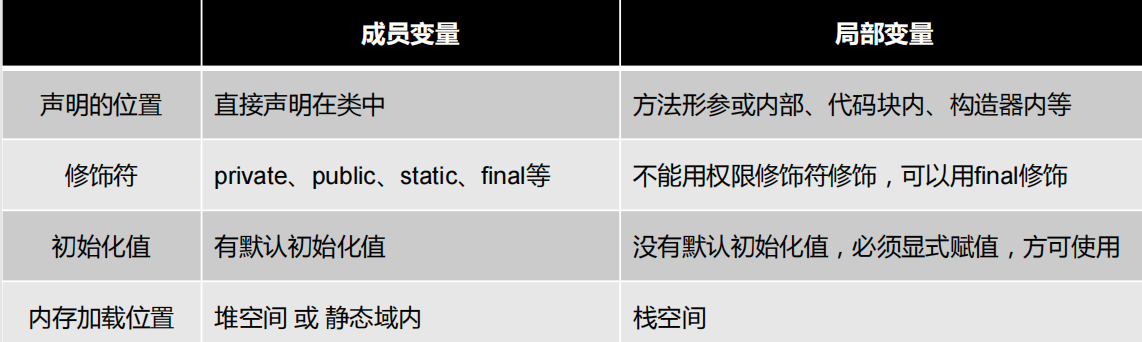 成员变量 局部变量
声明的位置 直接声明在类中 方法形参或内部、代码块内、构造器内等
修饰符 private、public、static、final等 不能用权限修饰符修饰，可以用final修饰
初始化值 有默认初始化值 没有默认初始化值，必须显式赋值，方可使用
内存加载位置 堆空间 或 静态域内 栈空间